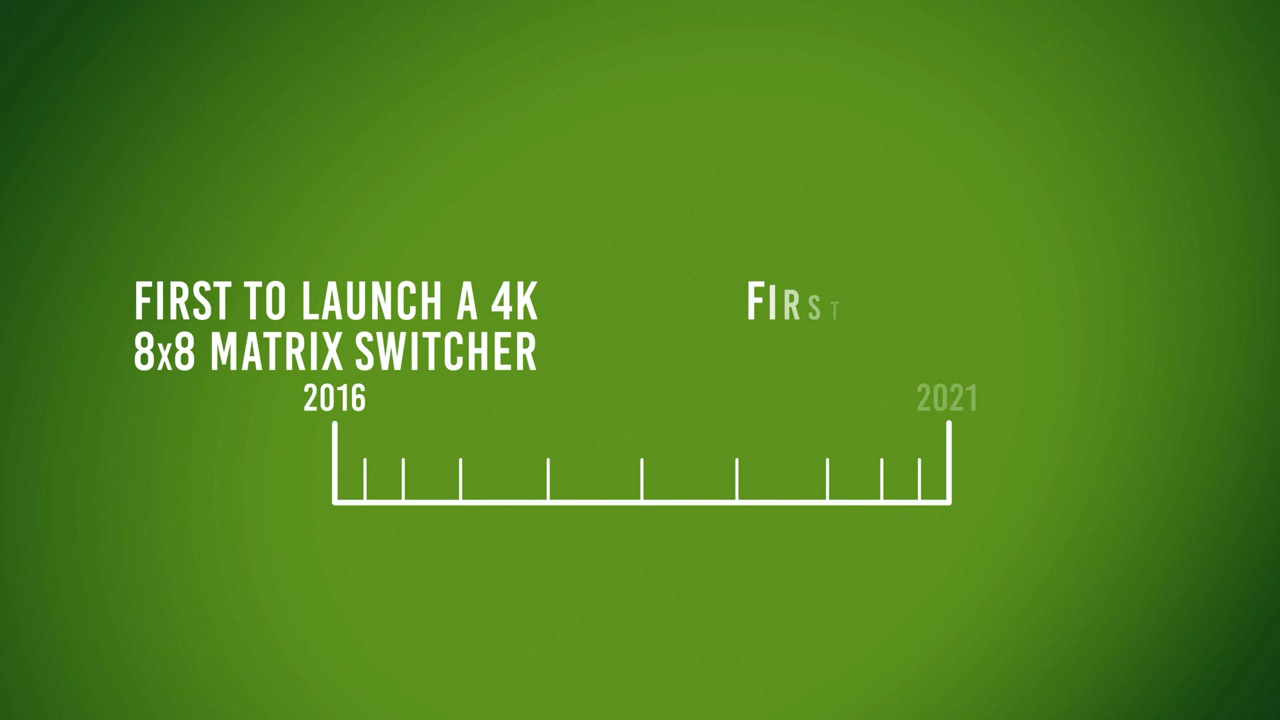 FIRST TO LAUNCH A 4K
8x8 MATRIX SWITCHER
2016
FIRST
2021